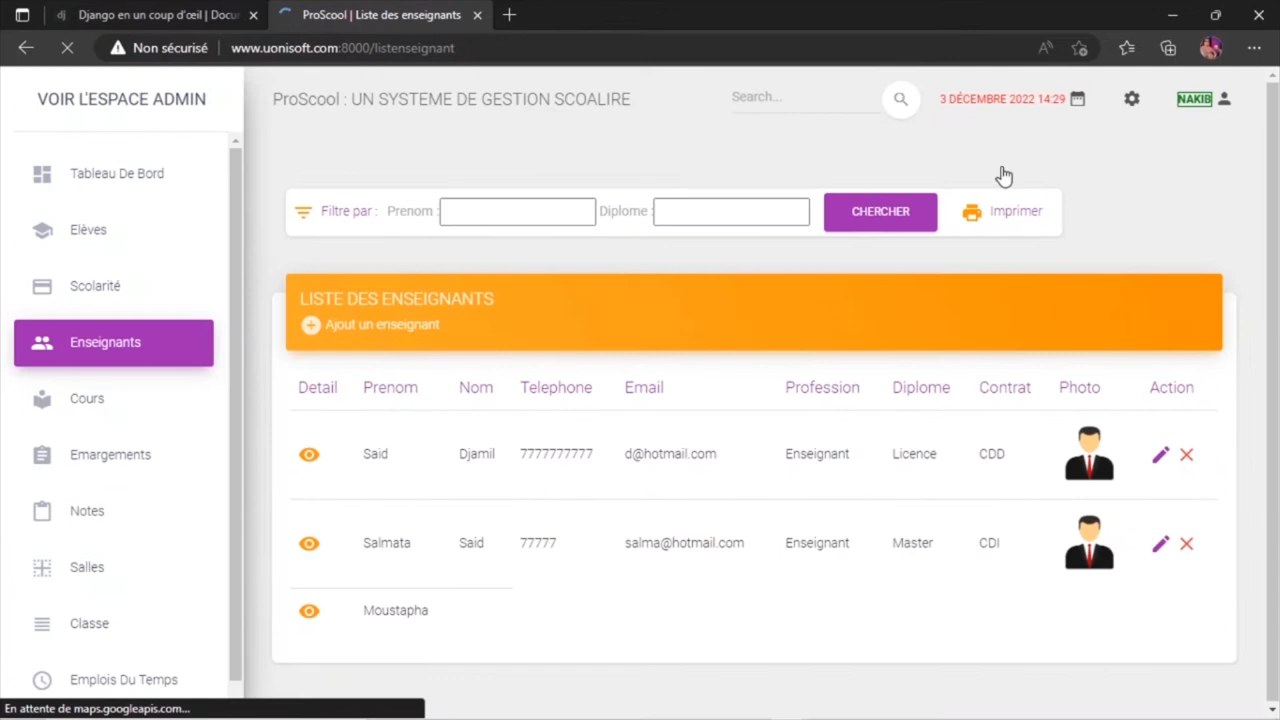 Django en un coup d'œil | Docu
ProScool | Liste des enseignants
Non sécurisé
www.uonisoft.com:8000/listenseignant
VOIR L'ESPACE ADMIN
ProScool : UN SYSTEME DE GESTION SCOALIRE
Search...
3 DÉCEMBRE 2022 14:29
NAKIB
Tableau De Bord
Elèves
Scolarité
Enseignants
Cours
Emargements
Notes
Salles
Classe
Emplois Du Temps
Filtre par : Prenom : Diplome : CHERCHER Imprimer
LISTE DES ENSEIGNANTS
Ajout un enseignant
Detail Prenom Nom Telephone Email Profession Diplome Contrat Photo Action
Said Djamil 7777777777 d@hotmail.com Enseignant Licence CDD
Salmata Said 77777 salma@hotmail.com Enseignant Master CDI
Moustapha
En attente de maps.googleapis.com...